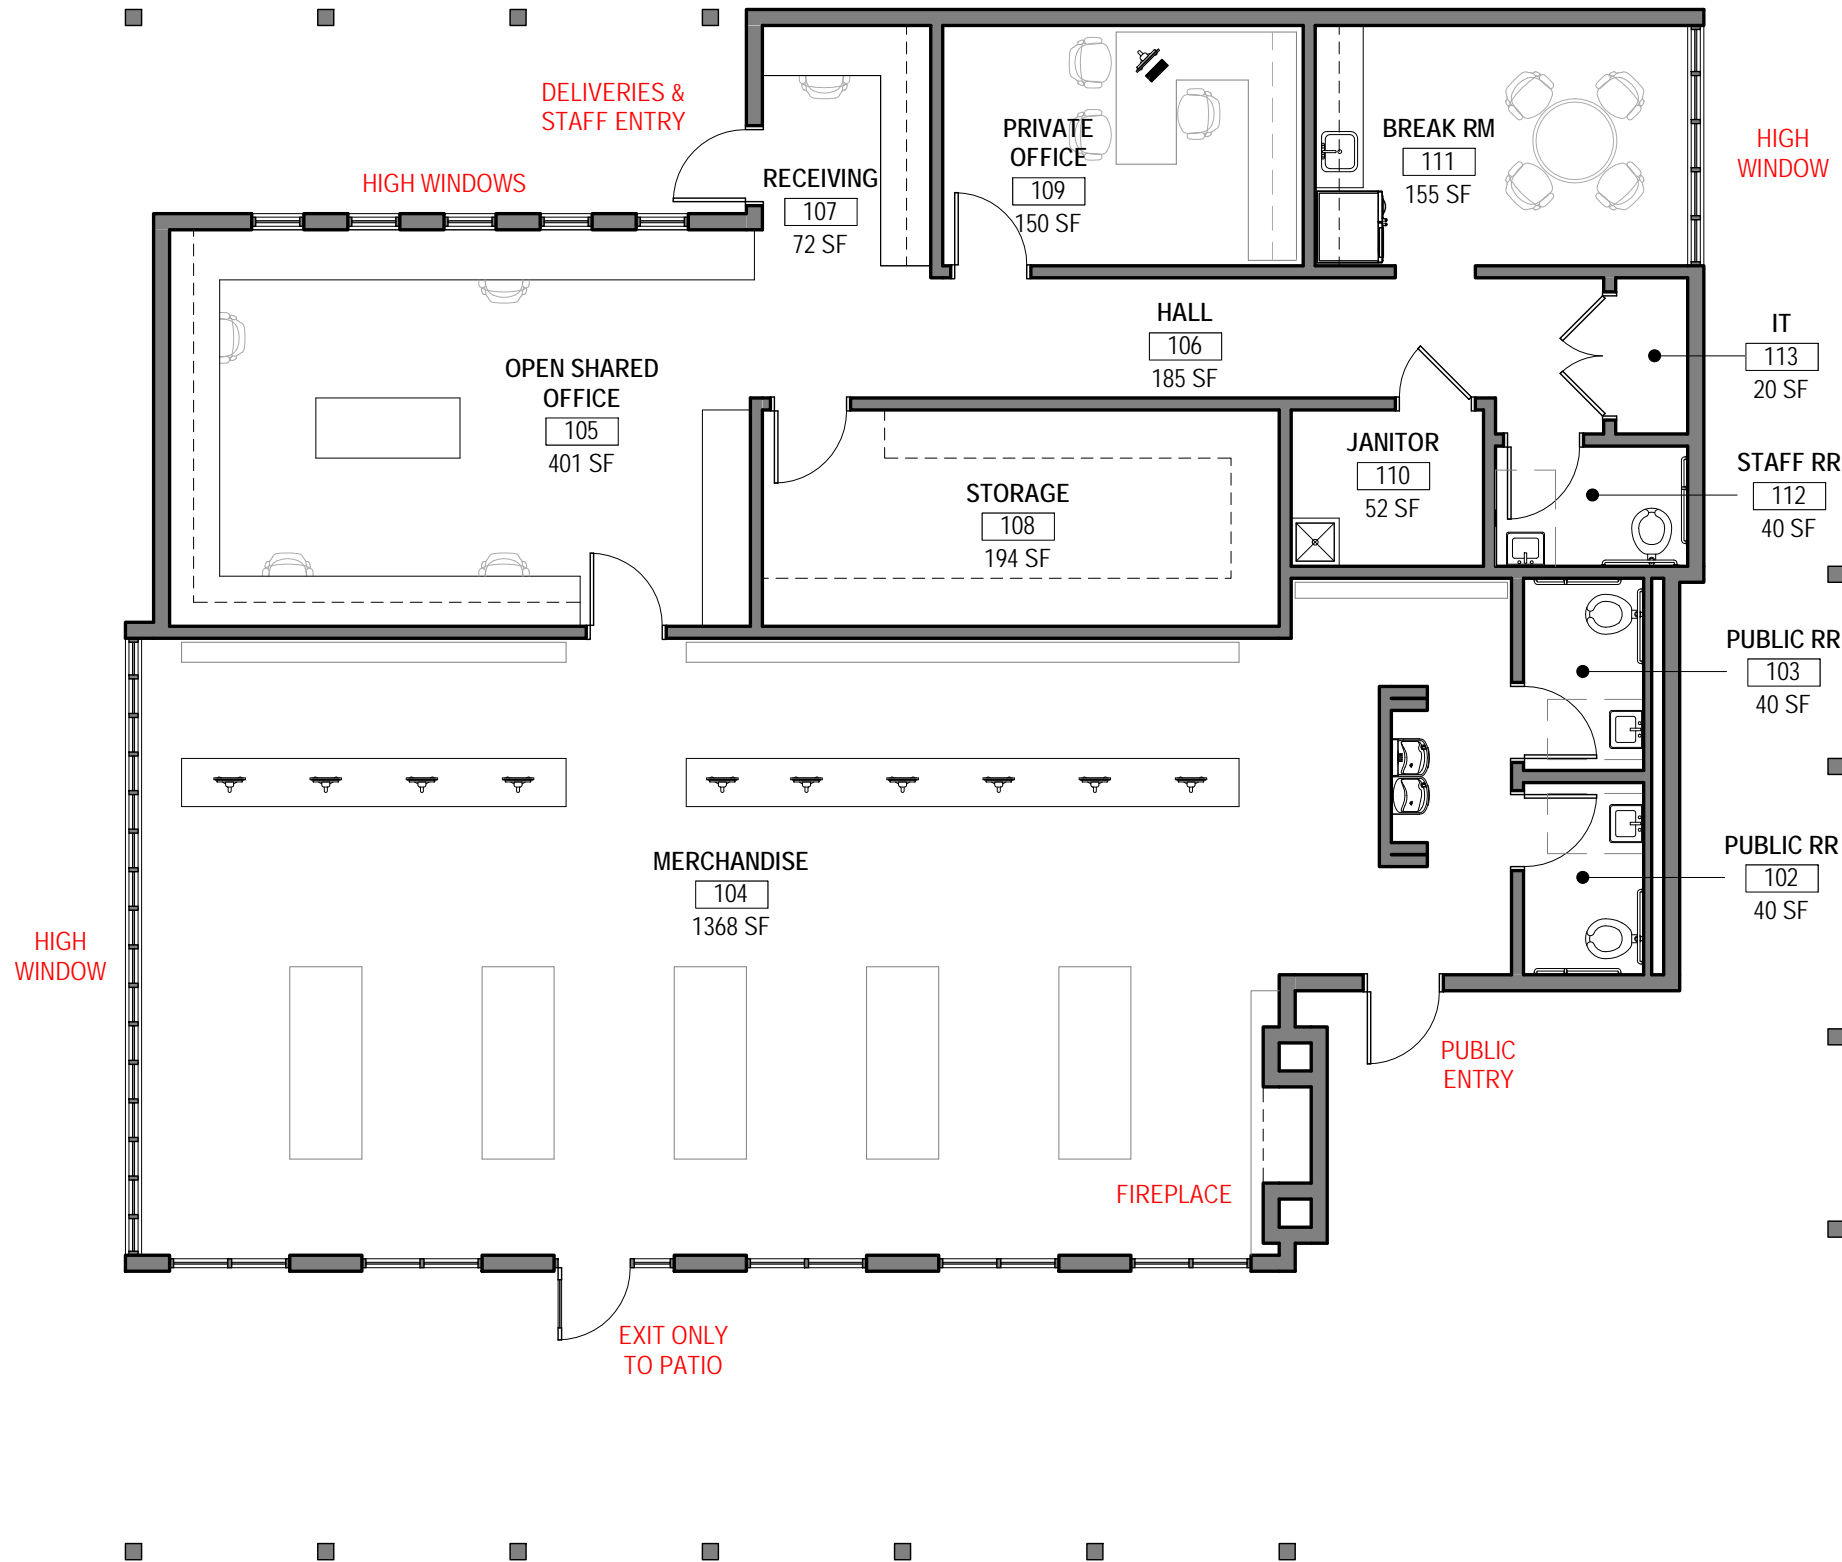 DELIVERIES &
STAFF ENTRY
HIGH WINDOWS
RECEIVING
107
72 SF
PRIVATE
OFFICE
109
150 SF
BREAK RM
111
155 SF
HIGH
WINDOW
HALL
106
185 SF
IT
113
20 SF
OPEN SHARED
OFFICE
105
401 SF
STORAGE
108
194 SF
JANITOR
110
52 SF
STAFF RR
112
40 SF
PUBLIC RR
103
40 SF
MERCHANDISE
104
1368 SF
PUBLIC RR
102
40 SF
HIGH
WINDOW
PUBLIC
ENTRY
FIREPLACE
EXIT ONLY
TO PATIO